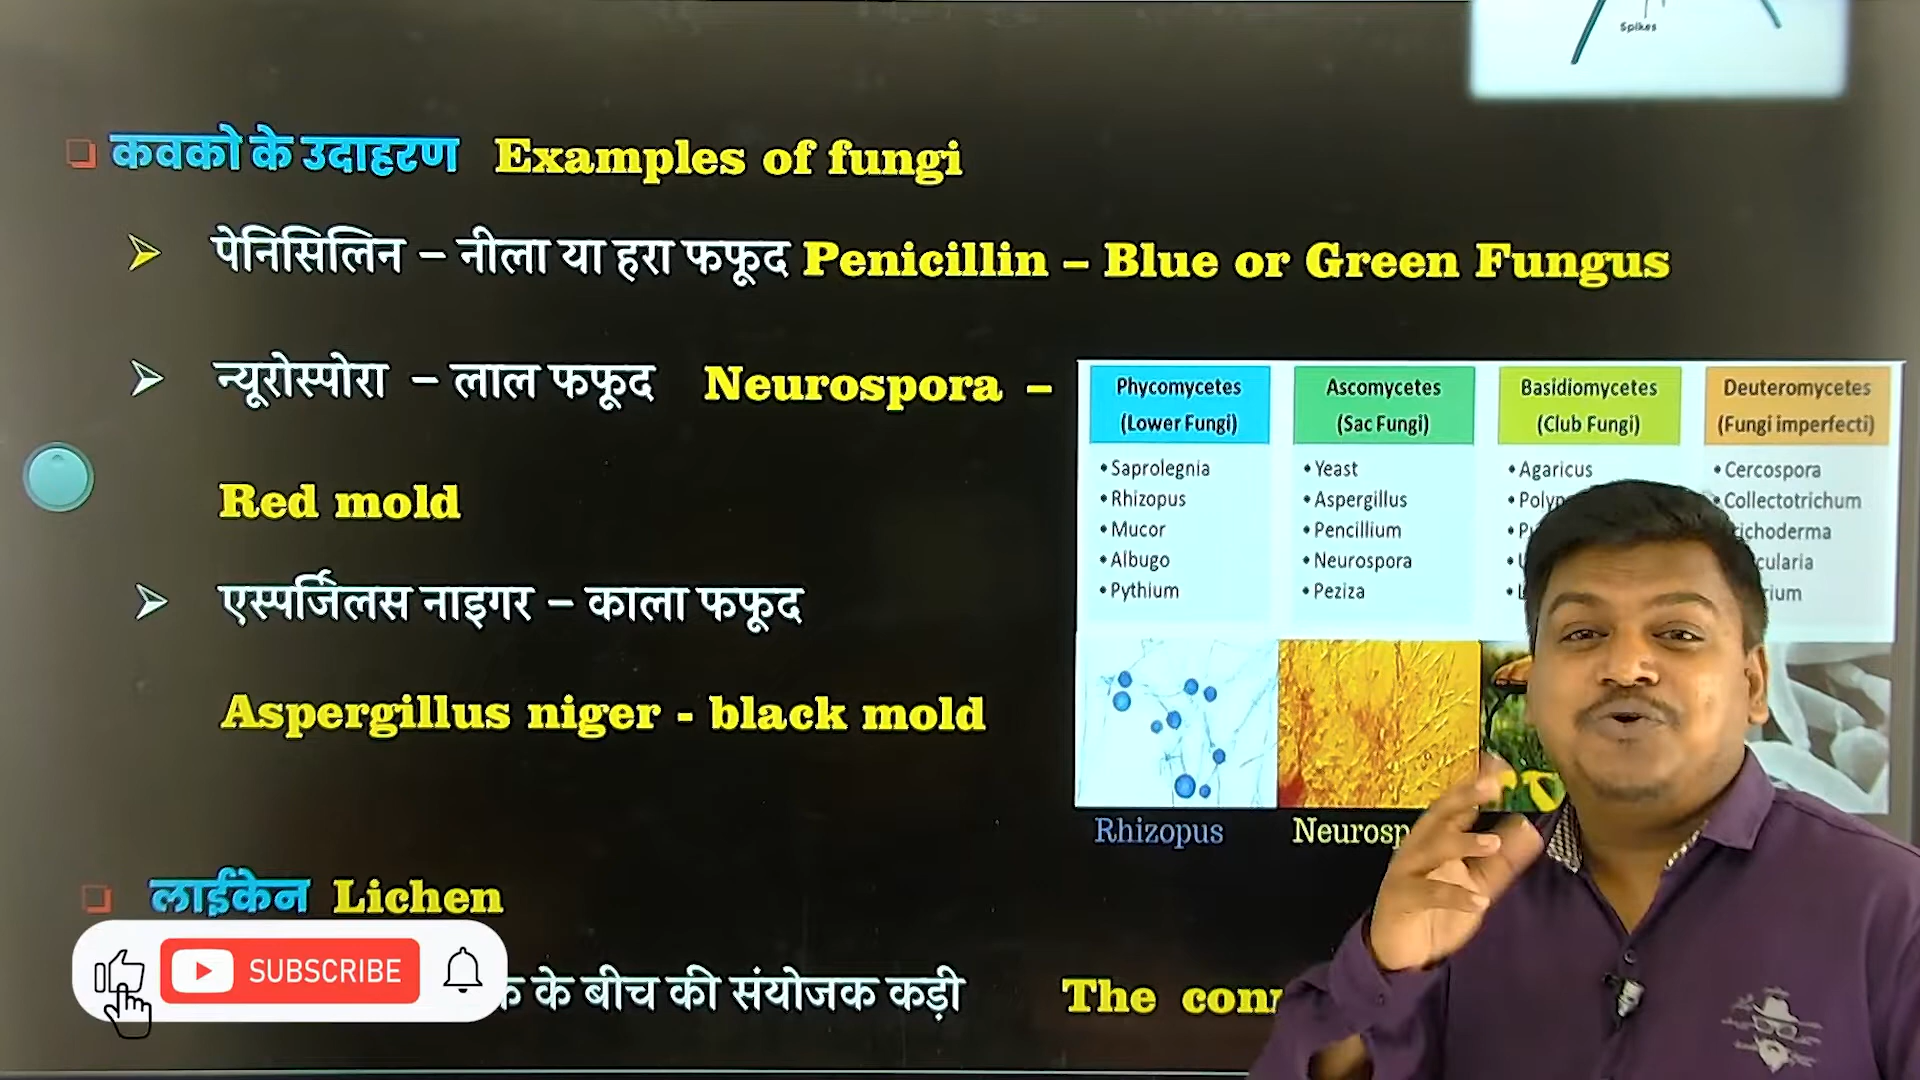 Spikes
कवको के उदाहरण Examples of fungi
पेनिसिलिन – नीला या हरा फफूद Penicillin – Blue or Green Fungus
न्यूरोस्पोरा – लाल फफूद Neurospora –
Red mold
एस्पर्जिलस नाइगर – काला फफूद
Aspergillus niger - black mold
Phycomycetes
(Lower Fungi)
• Saprolegnia
• Rhizopus
• Mucor
• Albugo
• Pythium
Ascomycetes
(Sac Fungi)
• Yeast
• Aspergillus
• Pencillium
• Neurospora
• Peziza
Basidiomycetes
(Club Fungi)
• Agaricus
Deuteromycetes
(Fungi imperfecti)
• Cercospora
• Collectotrichum
Rhizopus
लाईकेन Lichen
SUBSCRIBE
के बीच की संयोजक कड़ी The